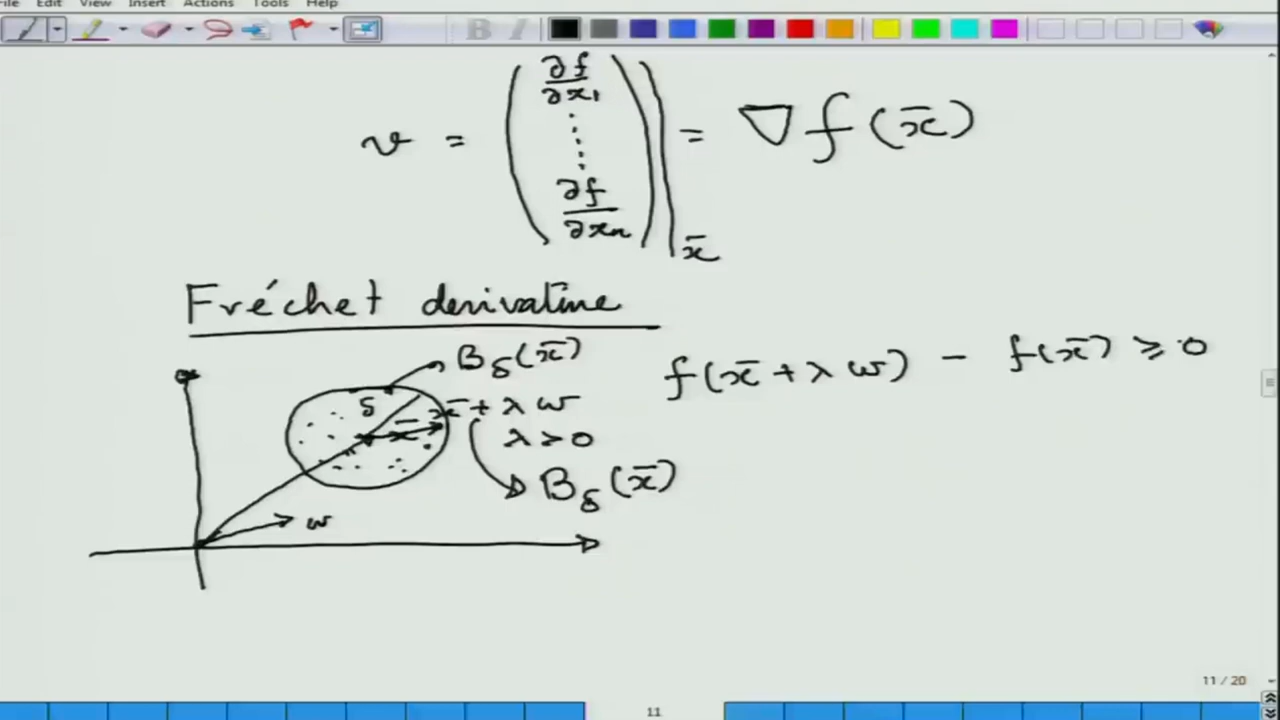 File Edit View Insert Actions Tools Help
B I
v = ( ∂f/∂x₁ ⋮ ∂f/∂xₙ ) |x̄ = ∇f(x̄)
Fréchet derivative
B_δ(x̄)
f(x̄ + λw) - f(x̄) ≥ 0
δ
x̄ + λw
x̄
λ > 0
B_δ(x̄)
w
11 / 20
11